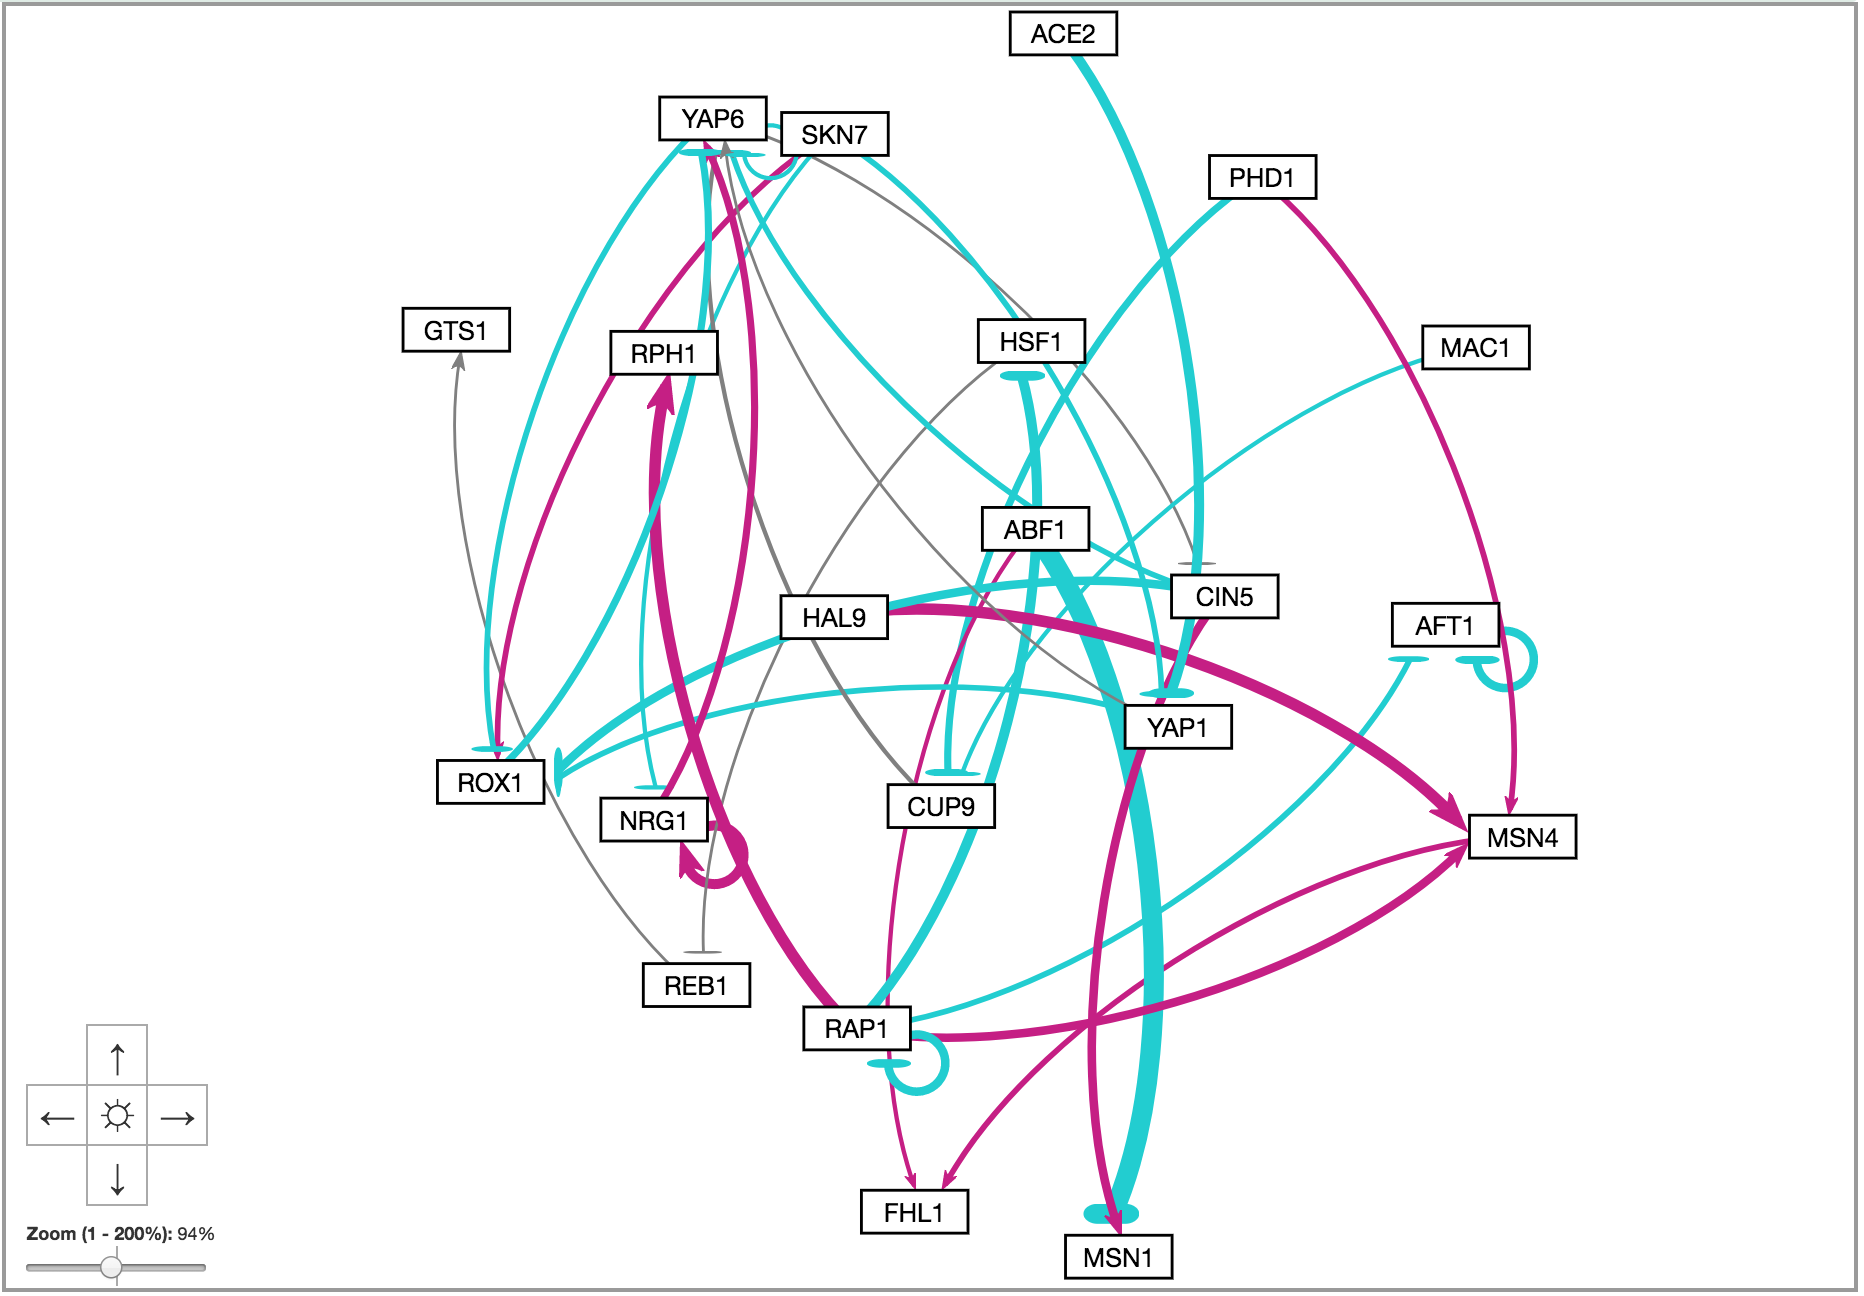 ACE2
YAP6
SKN7
PHD1
GTS1
RPH1
HSF1
MAC1
ABF1
CIN5
HAL9
AFT1
YAP1
ROX1
NRG1
CUP9
MSN4
REB1
RAP1
FHL1
MSN1
↑
← → 
↓
Zoom (1 - 200%): 94%